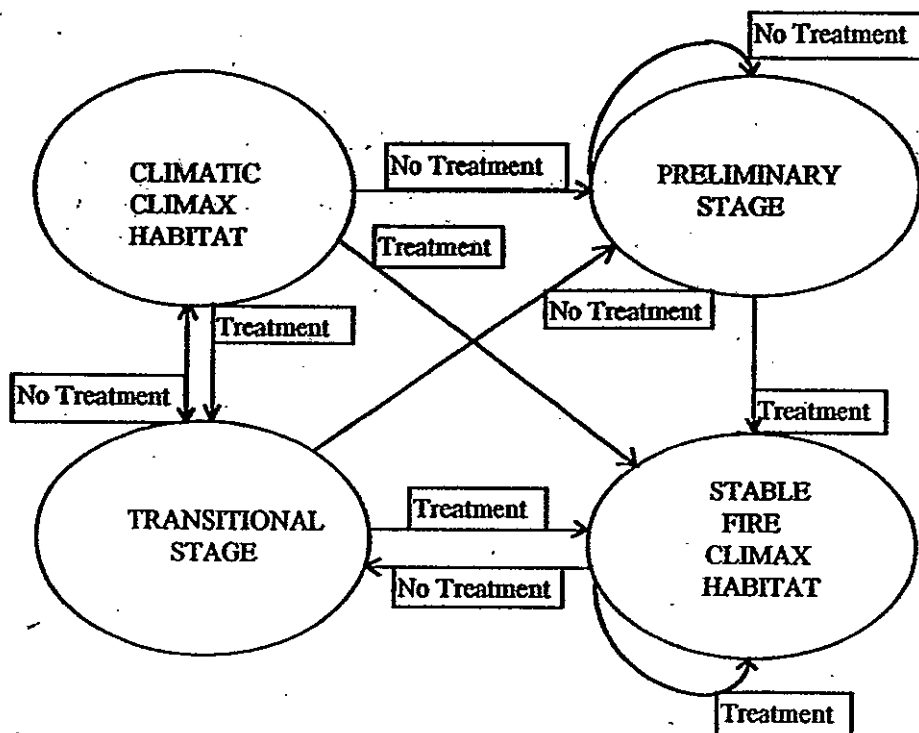 No Treatment
CLIMATIC
CLIMAX
HABITAT
No Treatment
PRELIMINARY
STAGE
Treatment
No Treatment
Treatment
No Treatment
Treatment
TRANSITIONAL
STAGE
Treatment
No Treatment
STABLE
FIRE
CLIMAX
HABITAT
Treatment